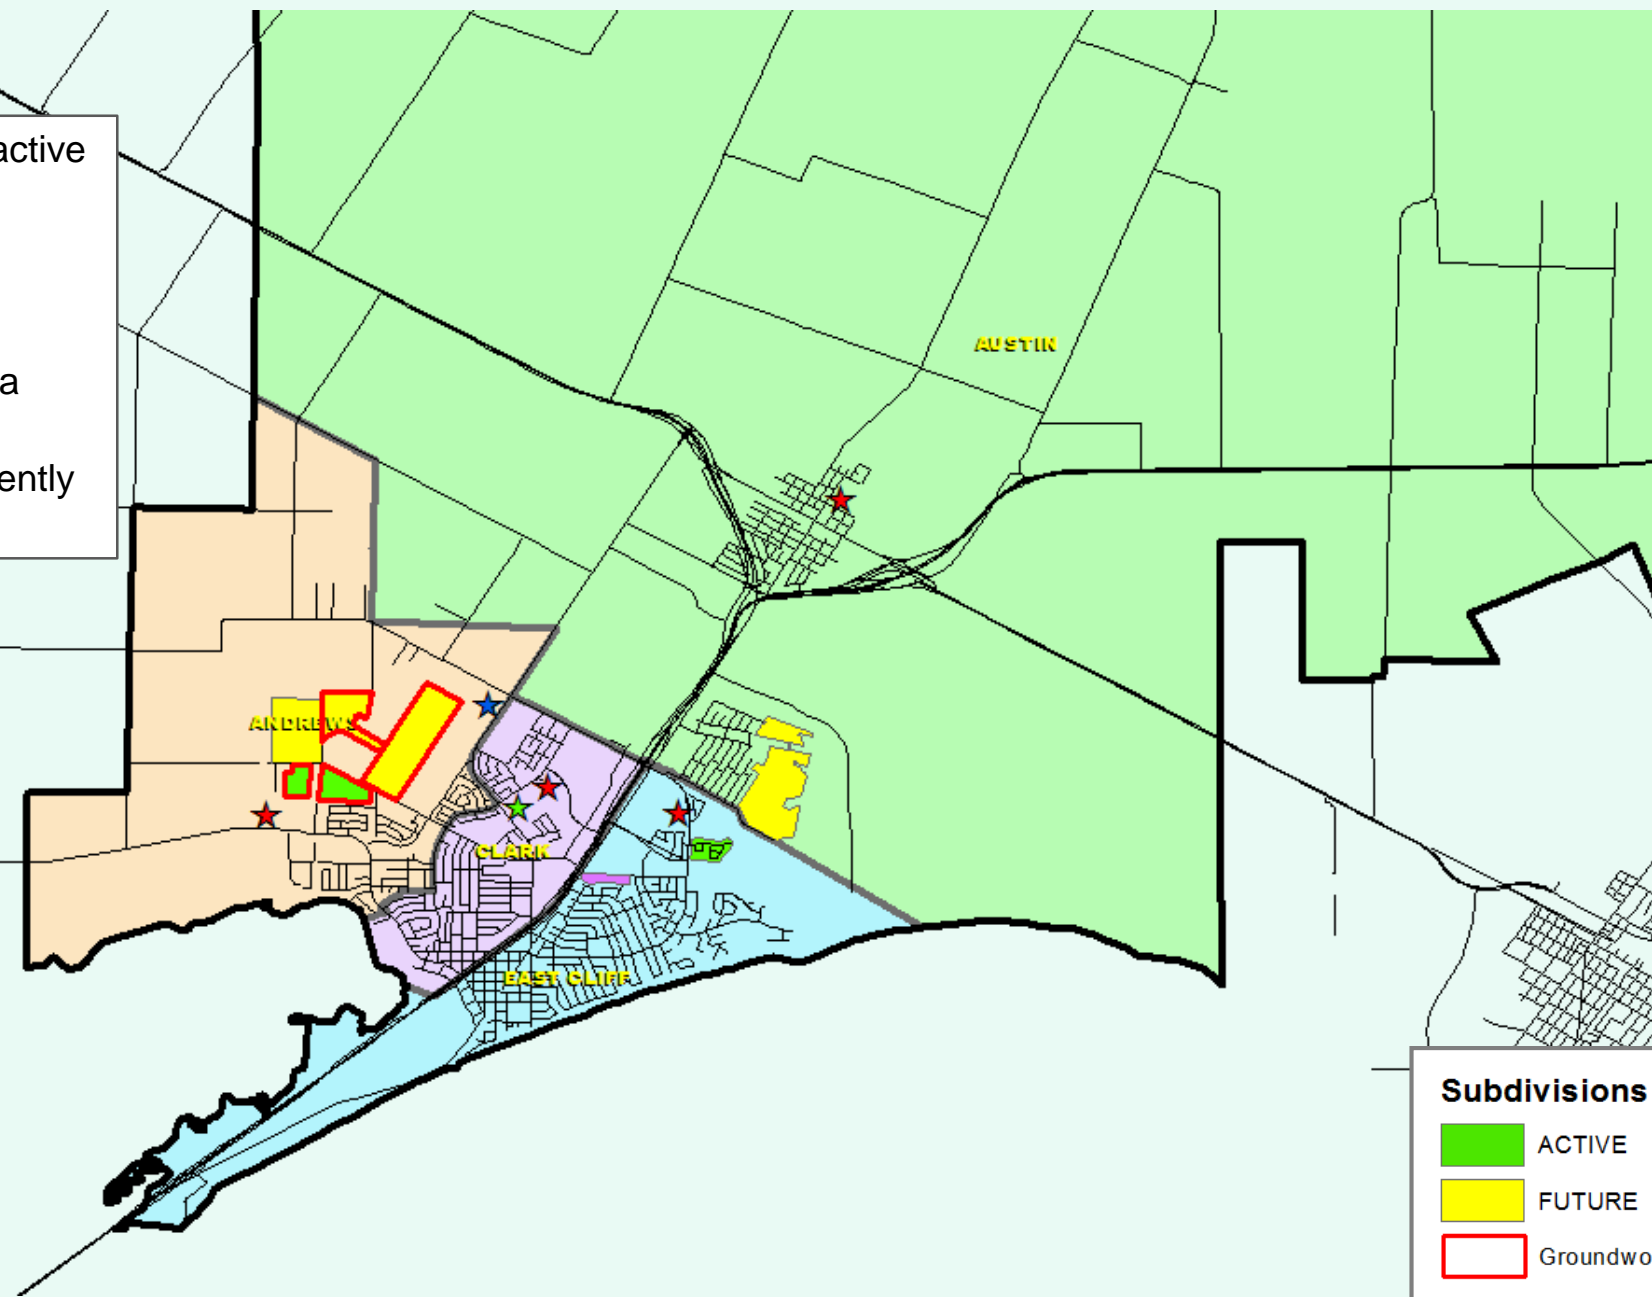 active
a
ently
AUSTIN
ANDREWS
CLARK
EAST CLIFF
Subdivisions
ACTIVE
FUTURE
Groundwo